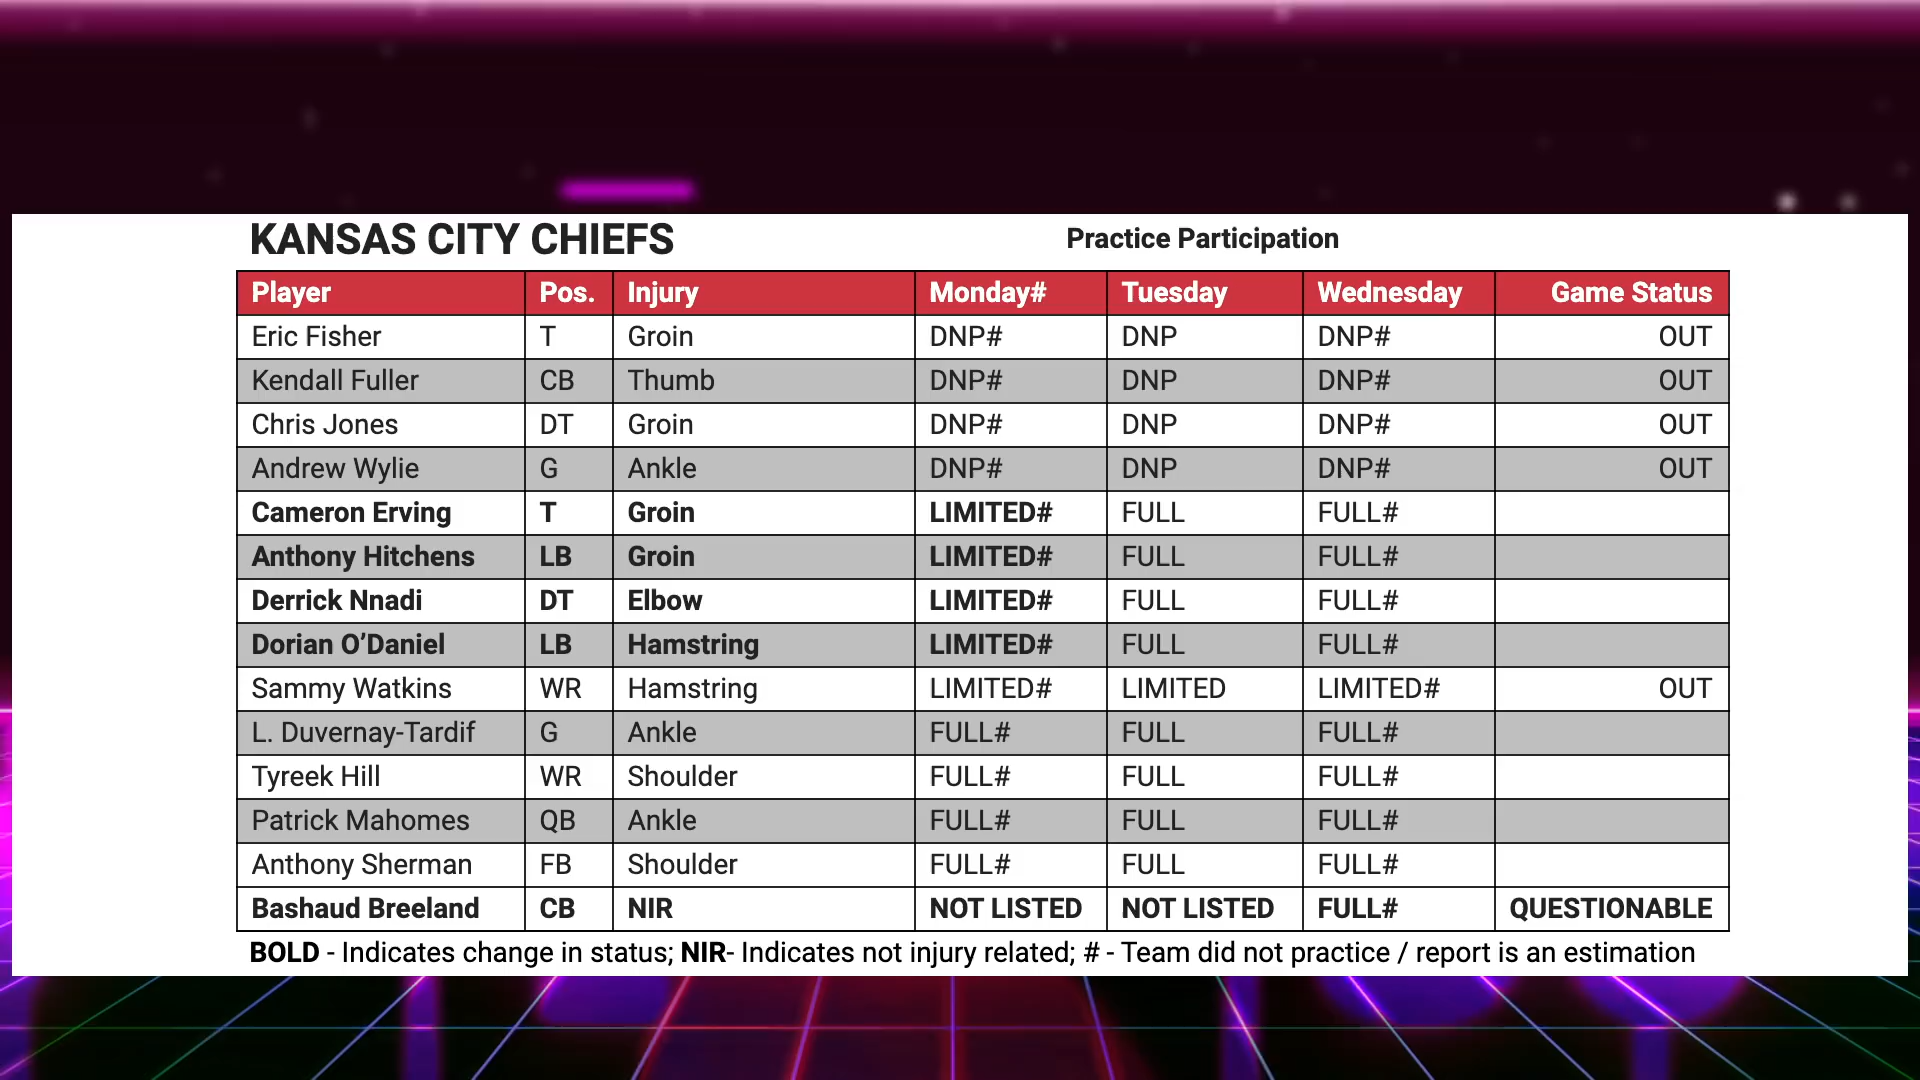 KANSAS CITY CHIEFS Practice Participation
Player Pos. Injury Monday# Tuesday Wednesday Game Status
Eric Fisher T Groin DNP# DNP DNP# OUT
Kendall Fuller CB Thumb DNP# DNP DNP# OUT
Chris Jones DT Groin DNP# DNP DNP# OUT
Andrew Wylie G Ankle DNP# DNP DNP# OUT
Cameron Erving T Groin LIMITED# FULL FULL#
Anthony Hitchens LB Groin LIMITED# FULL FULL#
Derrick Nnadi DT Elbow LIMITED# FULL FULL#
Dorian O’Daniel LB Hamstring LIMITED# FULL FULL#
Sammy Watkins WR Hamstring LIMITED# LIMITED LIMITED# OUT
L. Duvernay-Tardif G Ankle FULL# FULL FULL#
Tyreek Hill WR Shoulder FULL# FULL FULL#
Patrick Mahomes QB Ankle FULL# FULL FULL#
Anthony Sherman FB Shoulder FULL# FULL FULL#
Bashaud Breeland CB NIR NOT LISTED NOT LISTED FULL# QUESTIONABLE
BOLD - Indicates change in status; NIR- Indicates not injury related; # - Team did not practice / report is an estimation